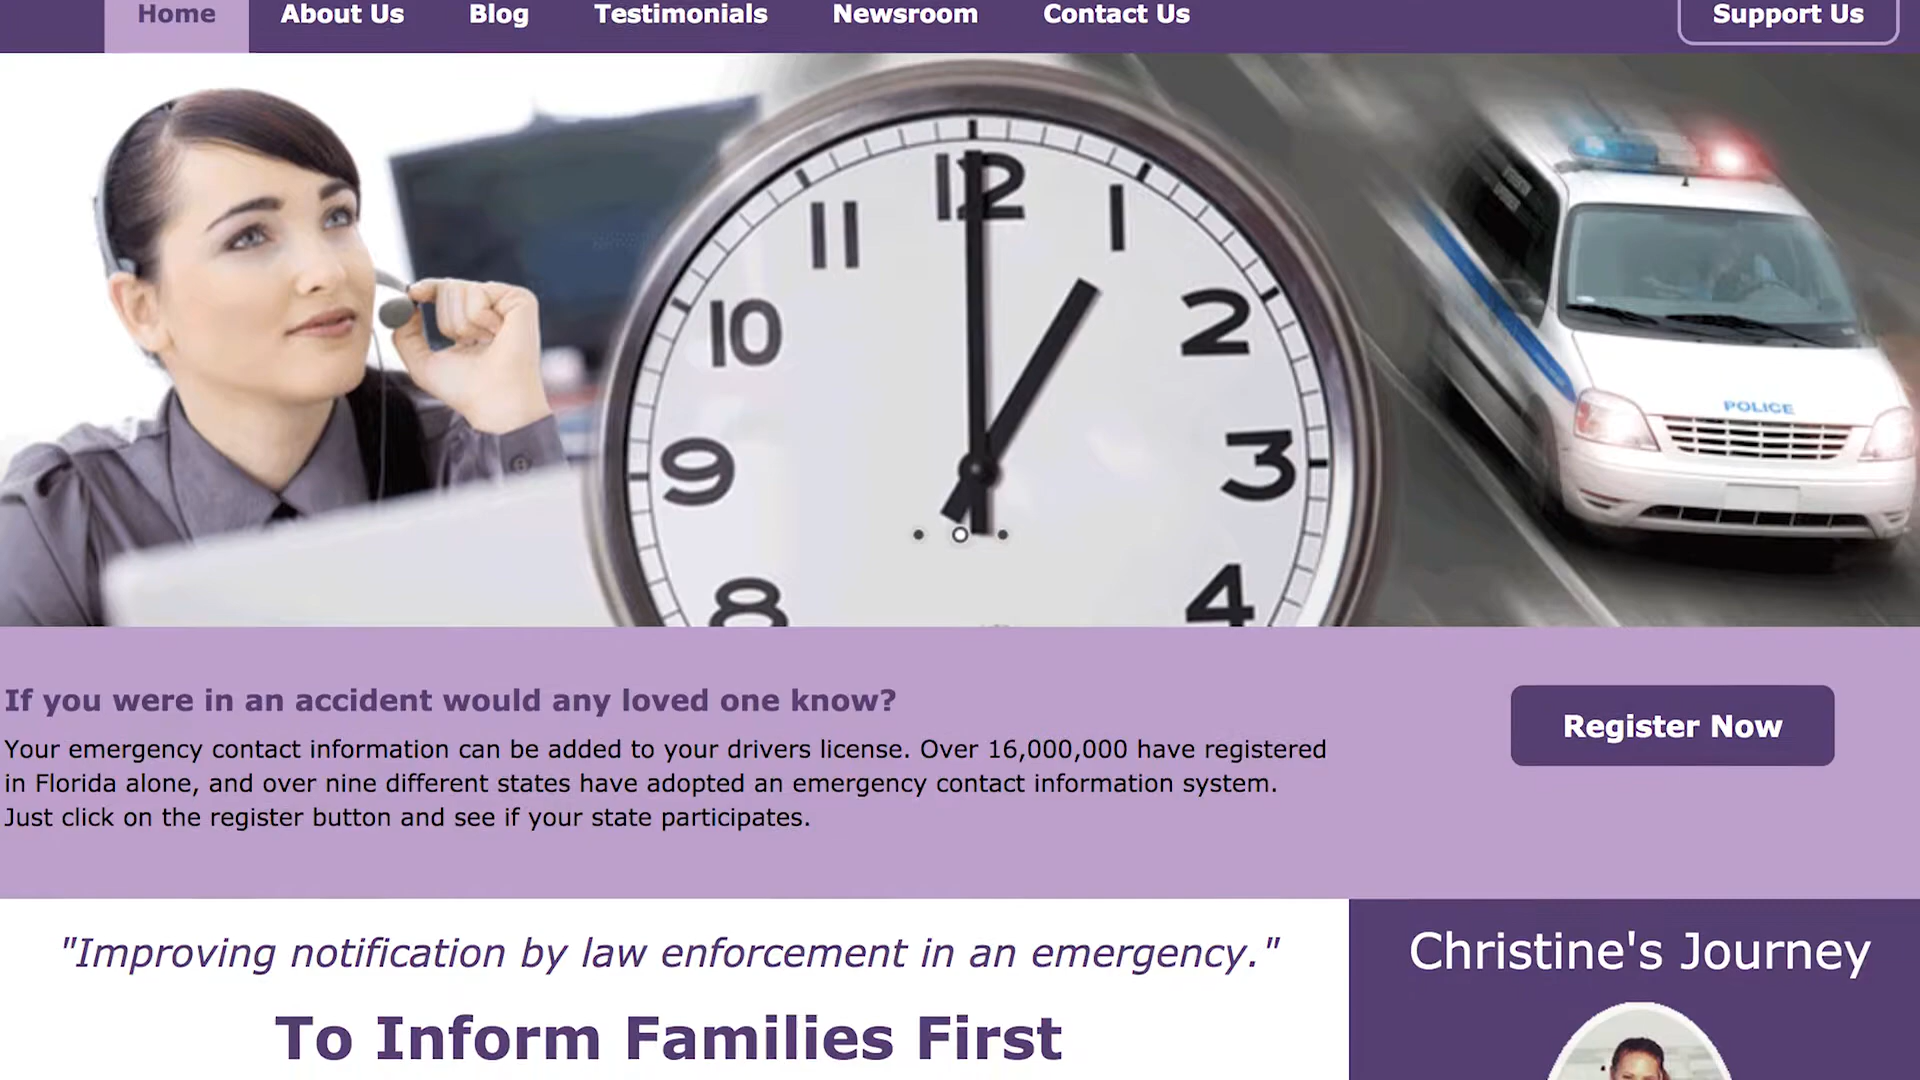 Home About Us Blog Testimonials Newsroom Contact Us Support Us
11 12 1
10 2
9 3
8 4
POLICE
If you were in an accident would any loved one know?
Your emergency contact information can be added to your drivers license. Over 16,000,000 have registered
in Florida alone, and over nine different states have adopted an emergency contact information system.
Just click on the register button and see if your state participates.
Register Now
"Improving notification by law enforcement in an emergency."
To Inform Families First
Christine's Journey